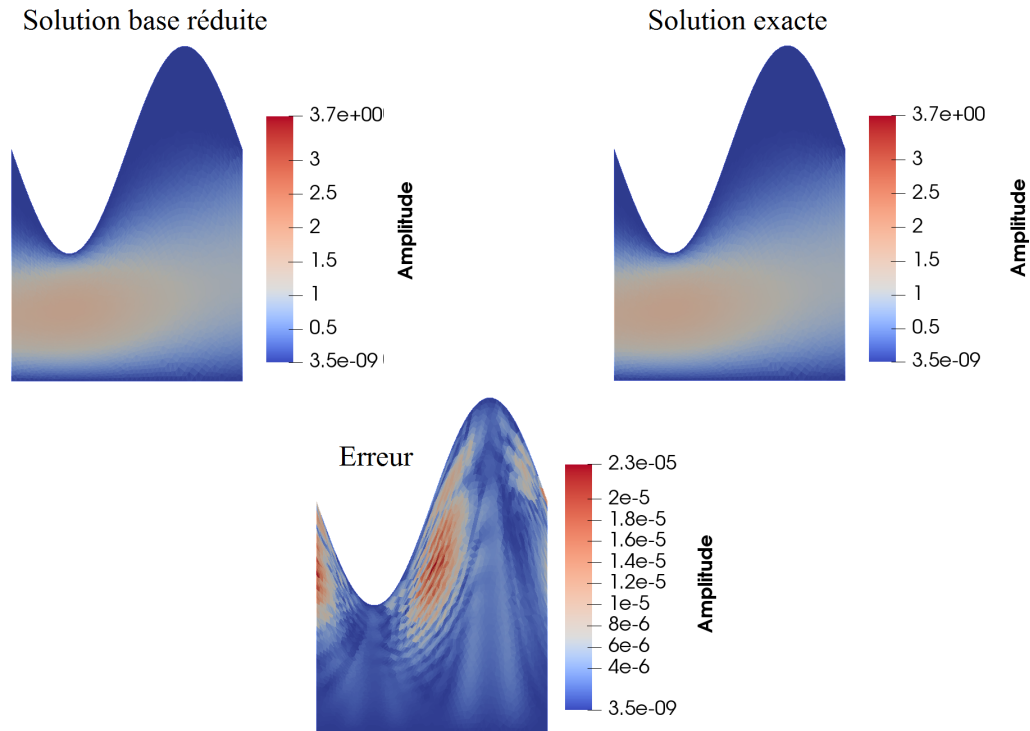 Solution base réduite
3.7e+00
3
2.5
2
1.5
1
0.5
3.5e-09
Amplitude
Solution exacte
3.7e+00
3
2.5
2
1.5
1
0.5
3.5e-09
Amplitude
Erreur
2.3e-05
2e-5
1.8e-5
1.6e-5
1.4e-5
1.2e-5
1e-5
8e-6
6e-6
4e-6
3.5e-09
Amplitude